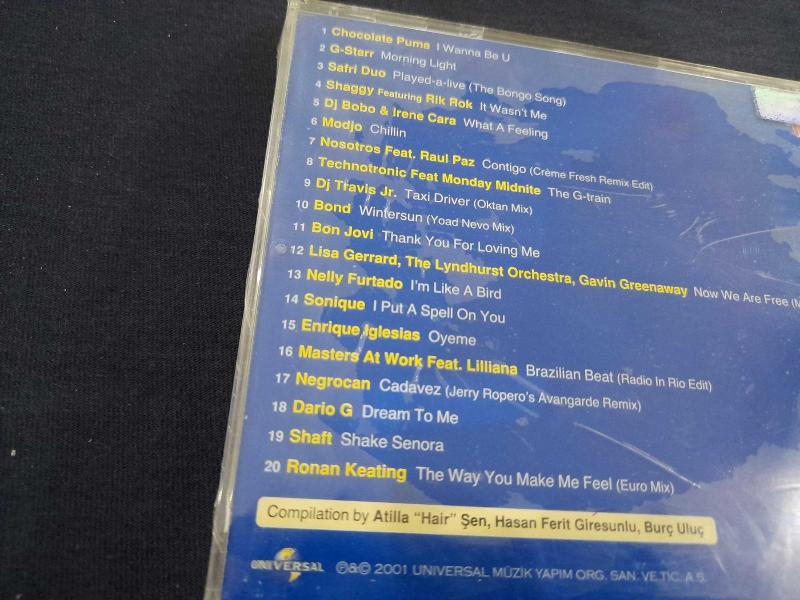 1 Chocolate Puma I Wanna Be U
2 G-Starr Morning Light
3 Safri Duo Played-a-live (The Bongo Song)
4 Shaggy Featuring Rik Rok It Wasn't Me
5 Dj Bobo & Irene Cara What A Feeling
6 Modjo Chillin
7 Nosotros Feat. Raul Paz Contigo (Crème Fresh Remix Edit)
8 Technotronic Feat Monday Midnite The G-train
9 Dj Travis Jr. Taxi Driver (Oktan Mix)
10 Bond Wintersun (Yoad Nevo Mix)
11 Bon Jovi Thank You For Loving Me
12 Lisa Gerrard, The Lyndhurst Orchestra, Gavin Greenaway Now We Are Free
13 Nelly Furtado I'm Like A Bird
14 Sonique I Put A Spell On You
15 Enrique Iglesias Oyeme
16 Masters At Work Feat. Lilliana Brazilian Beat (Radio In Rio Edit)
17 Negrocan Cadavez (Jerry Ropero's Avangarde Remix)
18 Dario G Dream To Me
19 Shaft Shake Senora
20 Ronan Keating The Way You Make Me Feel (Euro Mix)
Compilation by Atilla "Hair" Şen, Hasan Ferit Giresunlu, Burç Uluç
UNIVERSAL ℗&© 2001 UNIVERSAL MÜZİK YAPIM ORG. SAN. VE TİC. A.Ş.